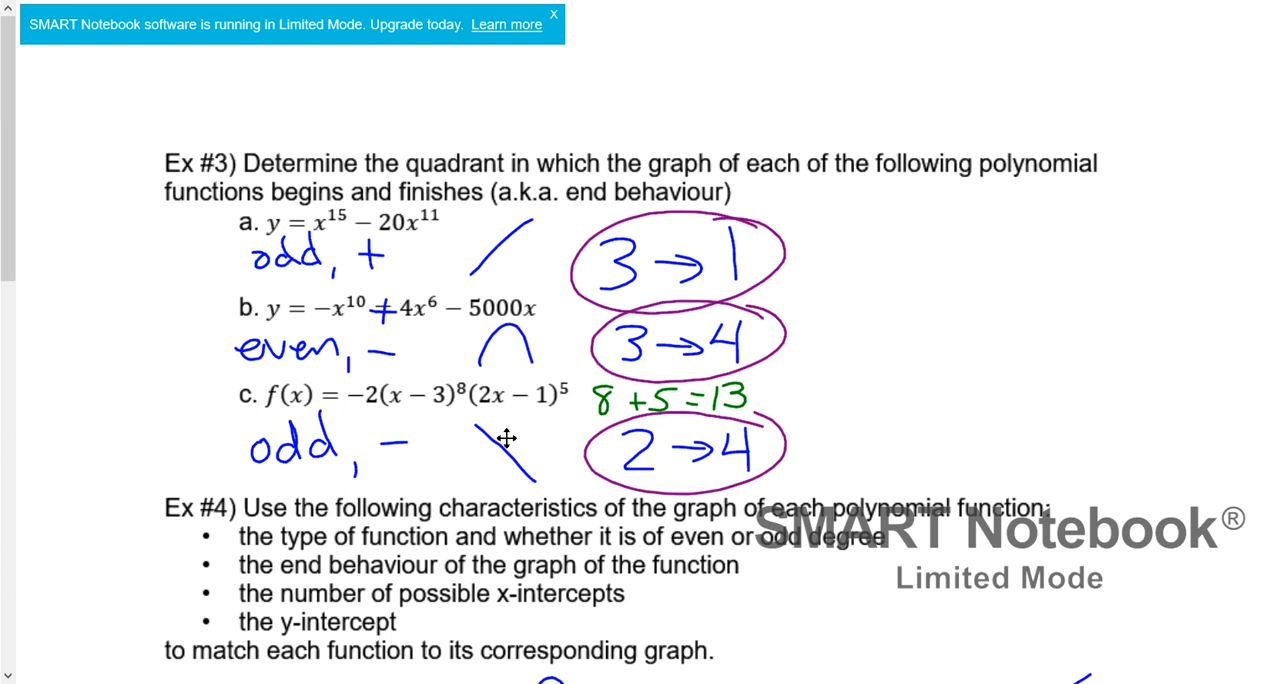 SMART Notebook software is running in Limited Mode. Upgrade today. Learn more X
Ex #3) Determine the quadrant in which the graph of each of the following polynomial
functions begins and finishes (a.k.a. end behaviour)
a. y = x¹⁵ − 20x¹¹
odd, + 3 → 1
b. y = −x¹⁰ + 4x⁶ − 5000x
even, − 3 → 4
c. f(x) = −2(x − 3)⁸(2x − 1)⁵ 8 + 5 = 13
odd, − 2 → 4
Ex #4) Use the following characteristics of the graph of each polynomial function:
• the type of function and whether it is of even or odd degree
• the end behaviour of the graph of the function
• the number of possible x-intercepts
• the y-intercept
to match each function to its corresponding graph.
SMART Notebook®
Limited Mode